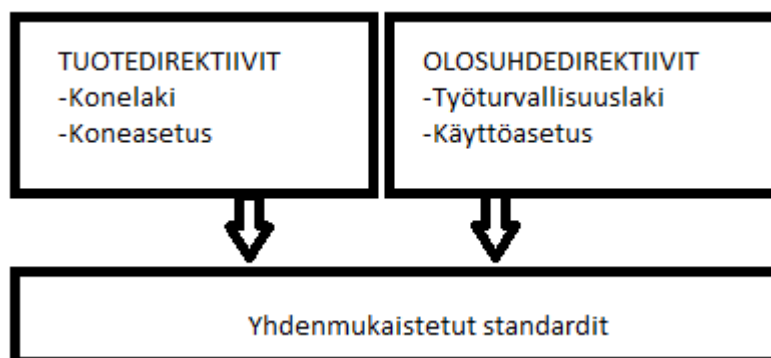 TUOTEDIREKTIIVIT
-Konelaki
-Koneasetus
OLOSUHDEDIREKTIIVIT
-Työturvallisuuslaki
-Käyttöasetus
Yhdenmukaistetut standardit